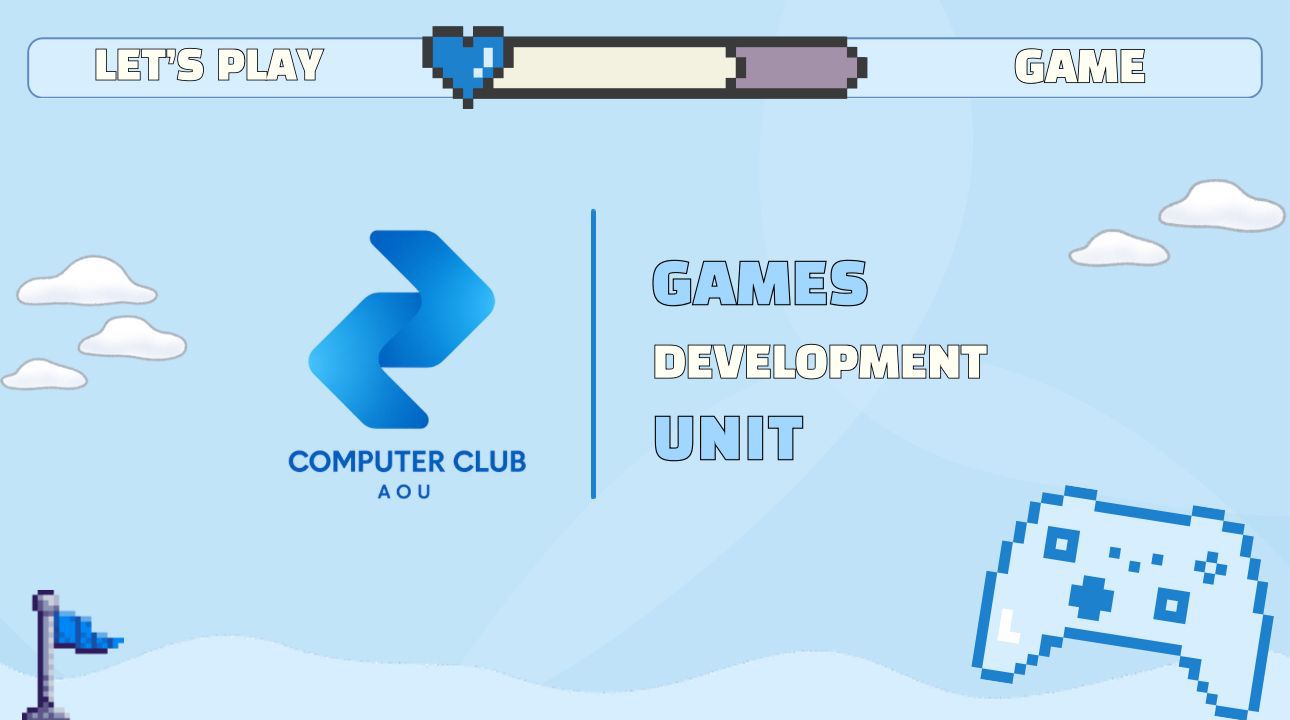 LET'S PLAY
GAME
COMPUTER CLUB
AOU
GAMES
DEVELOPMENT
UNIT